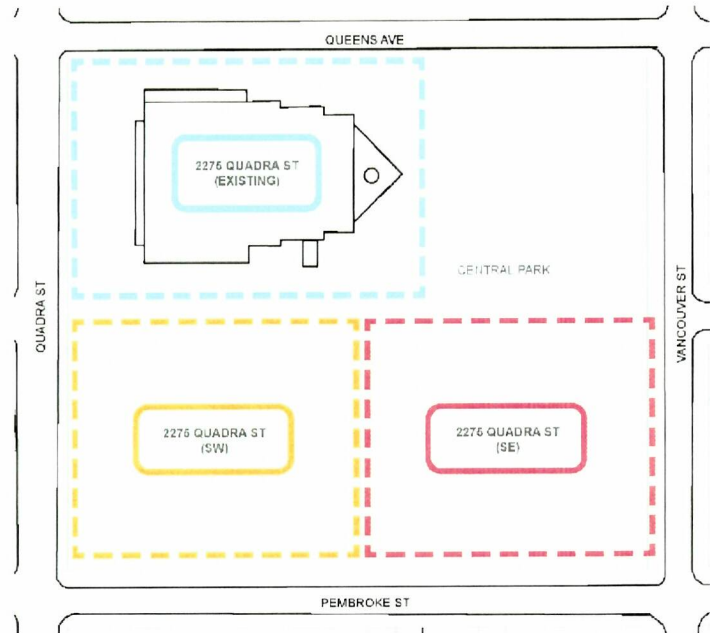 QUEENS AVE
2275 QUADRA ST
(EXISTING)
CENTRAL PARK
QUADRA ST
VANCOUVER ST
2275 QUADRA ST
(SW)
2275 QUADRA ST
(SE)
PEMBROKE ST